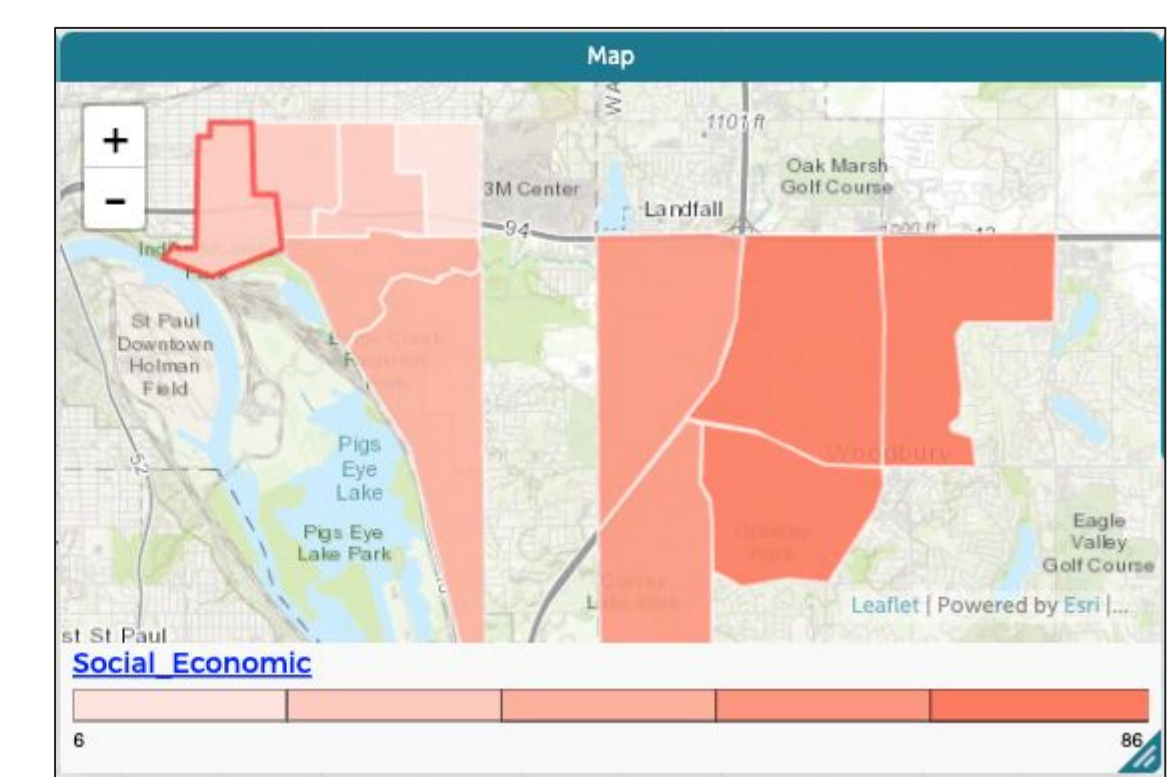 Map
+
-
WA
1101 ft
Oak Marsh
Golf Course
3M Center
Landfall
94
St Paul
Downtown
Holman
Field
52
Woodbury
Pigs
Eye
Lake
Pigs Eye
Lake Park
Eagle
Valley
Golf Course
Leaflet | Powered by Esri |...
st St Paul
Social_Economic
6
86